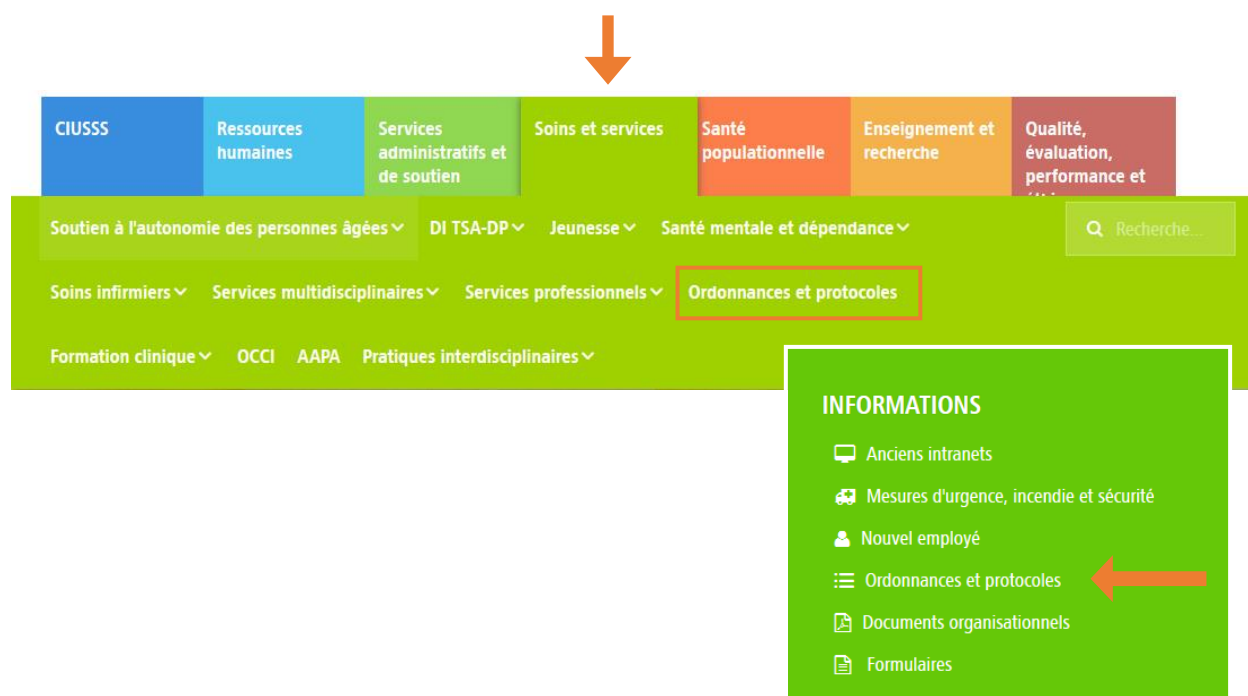 CIUSSS
Ressources
humaines
Services
administratifs et
de soutien
Soins et services
Santé
populationnelle
Enseignement et
recherche
Qualité,
évaluation,
performance et
Soutien à l'autonomie des personnes âgées DI TSA-DP Jeunesse Santé mentale et dépendance
Recherche...
Soins infirmiers Services multidisciplinaires Services professionnels Ordonnances et protocoles
Formation clinique OCCI AAPA Pratiques interdisciplinaires
INFORMATIONS
Anciens intranets
Mesures d'urgence, incendie et sécurité
Nouvel employé
Ordonnances et protocoles
Documents organisationnels
Formulaires